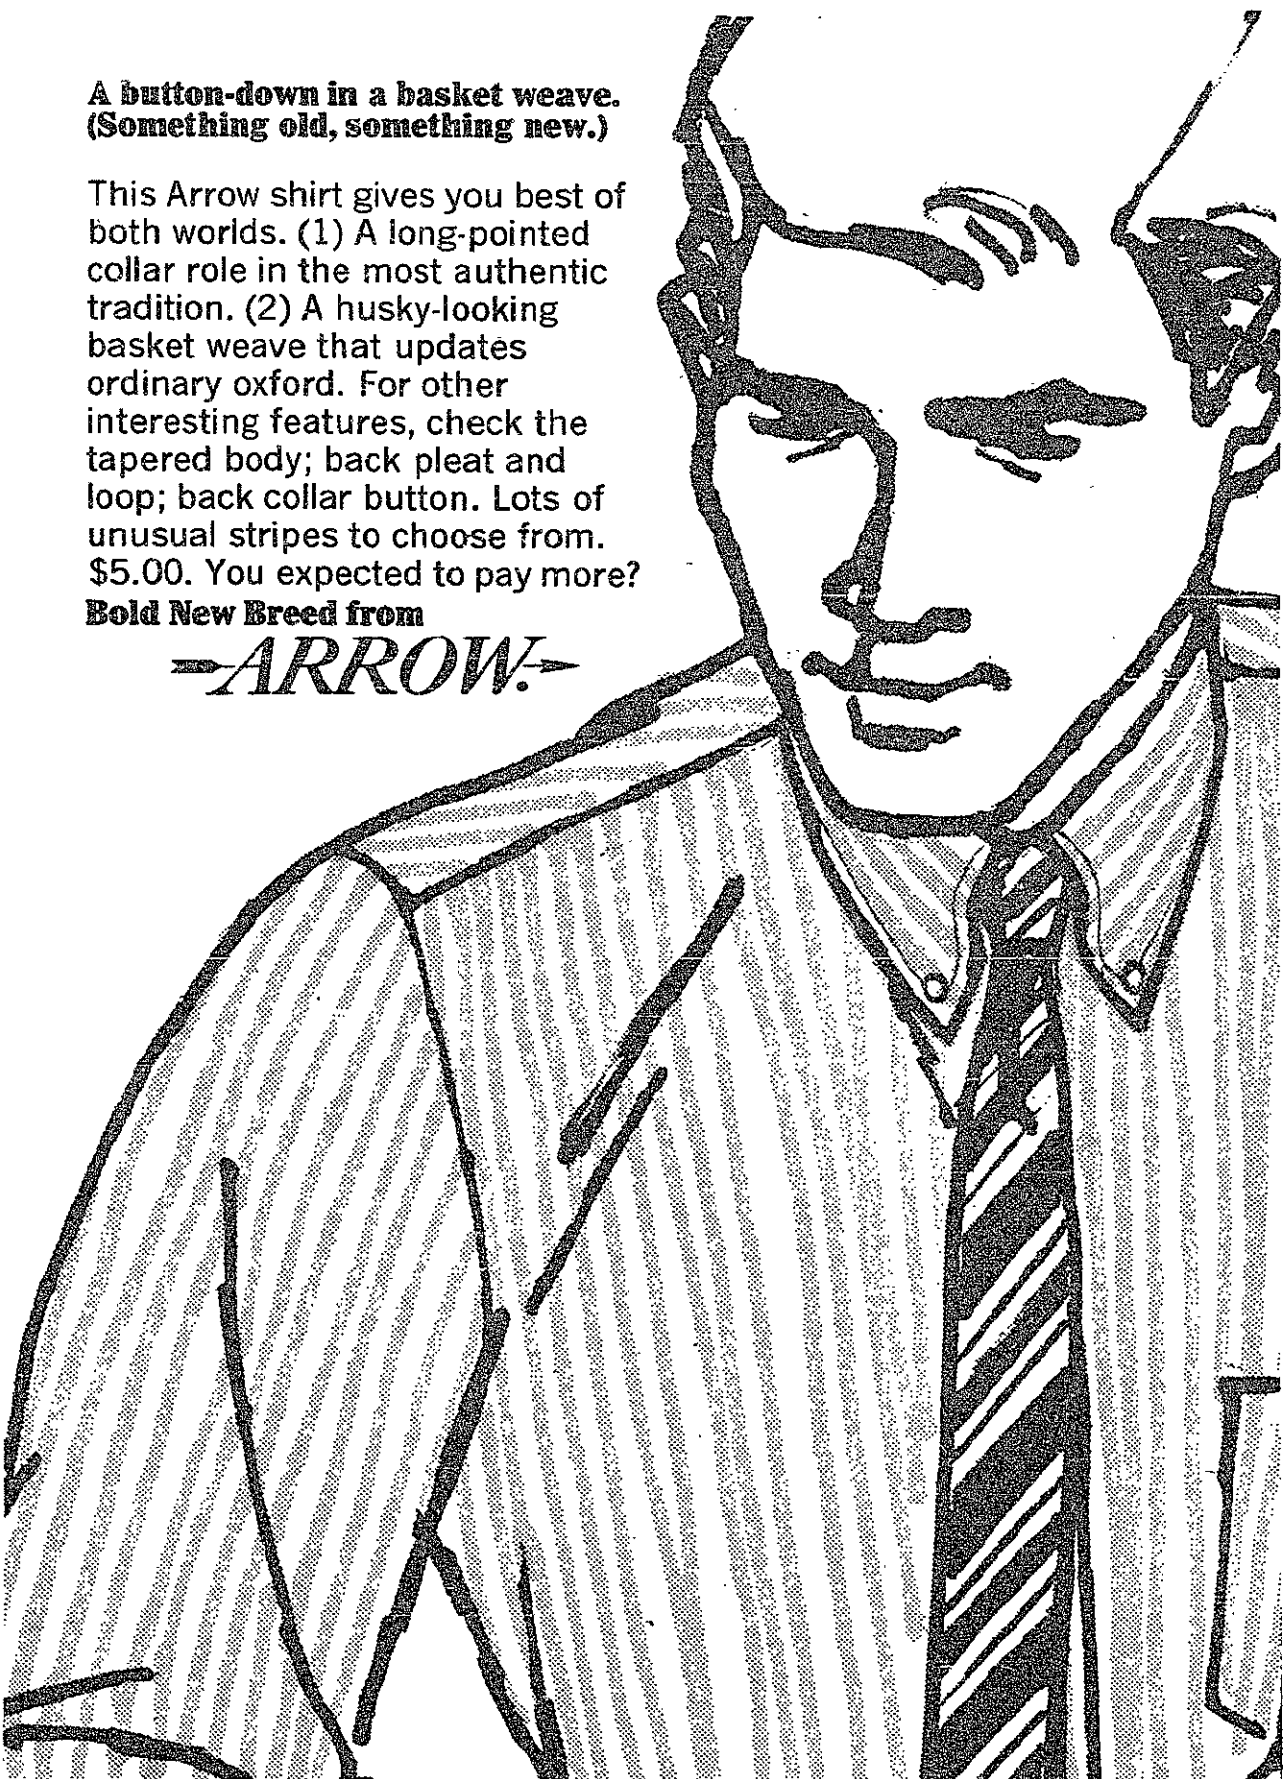 A button-down in a basket weave.
(Something old, something new.)
This Arrow shirt gives you best of
both worlds. (1) A long-pointed
collar role in the most authentic
tradition. (2) A husky-looking
basket weave that updates
ordinary oxford. For other
interesting features, check the
tapered body; back pleat and
loop; back collar button. Lots of
unusual stripes to choose from.
$5.00. You expected to pay more?
Bold New Breed from
ARROW.